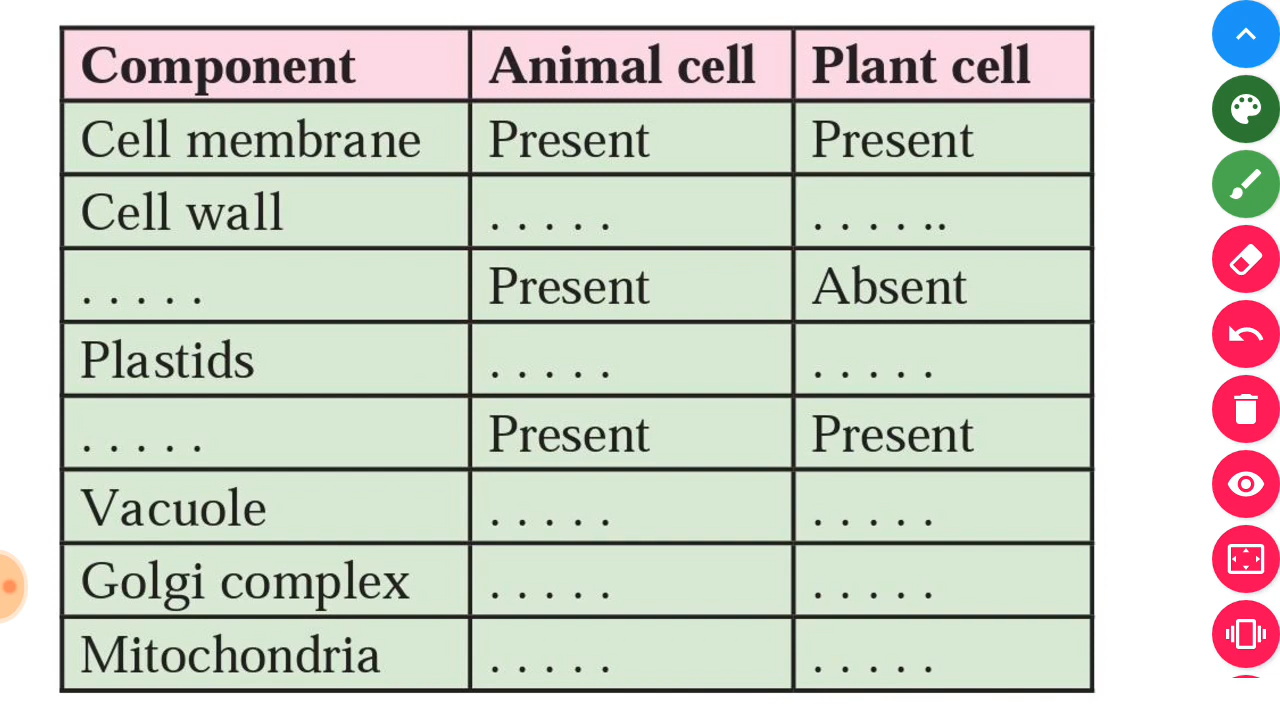 Component Animal cell Plant cell
Cell membrane Present Present
Cell wall . . . . . . . . . ..
. . . . . Present Absent
Plastids . . . . . . . . . .
. . . . . Present Present
Vacuole . . . . . . . . . .
Golgi complex . . . . . . . . . .
Mitochondria . . . . . . . . . .